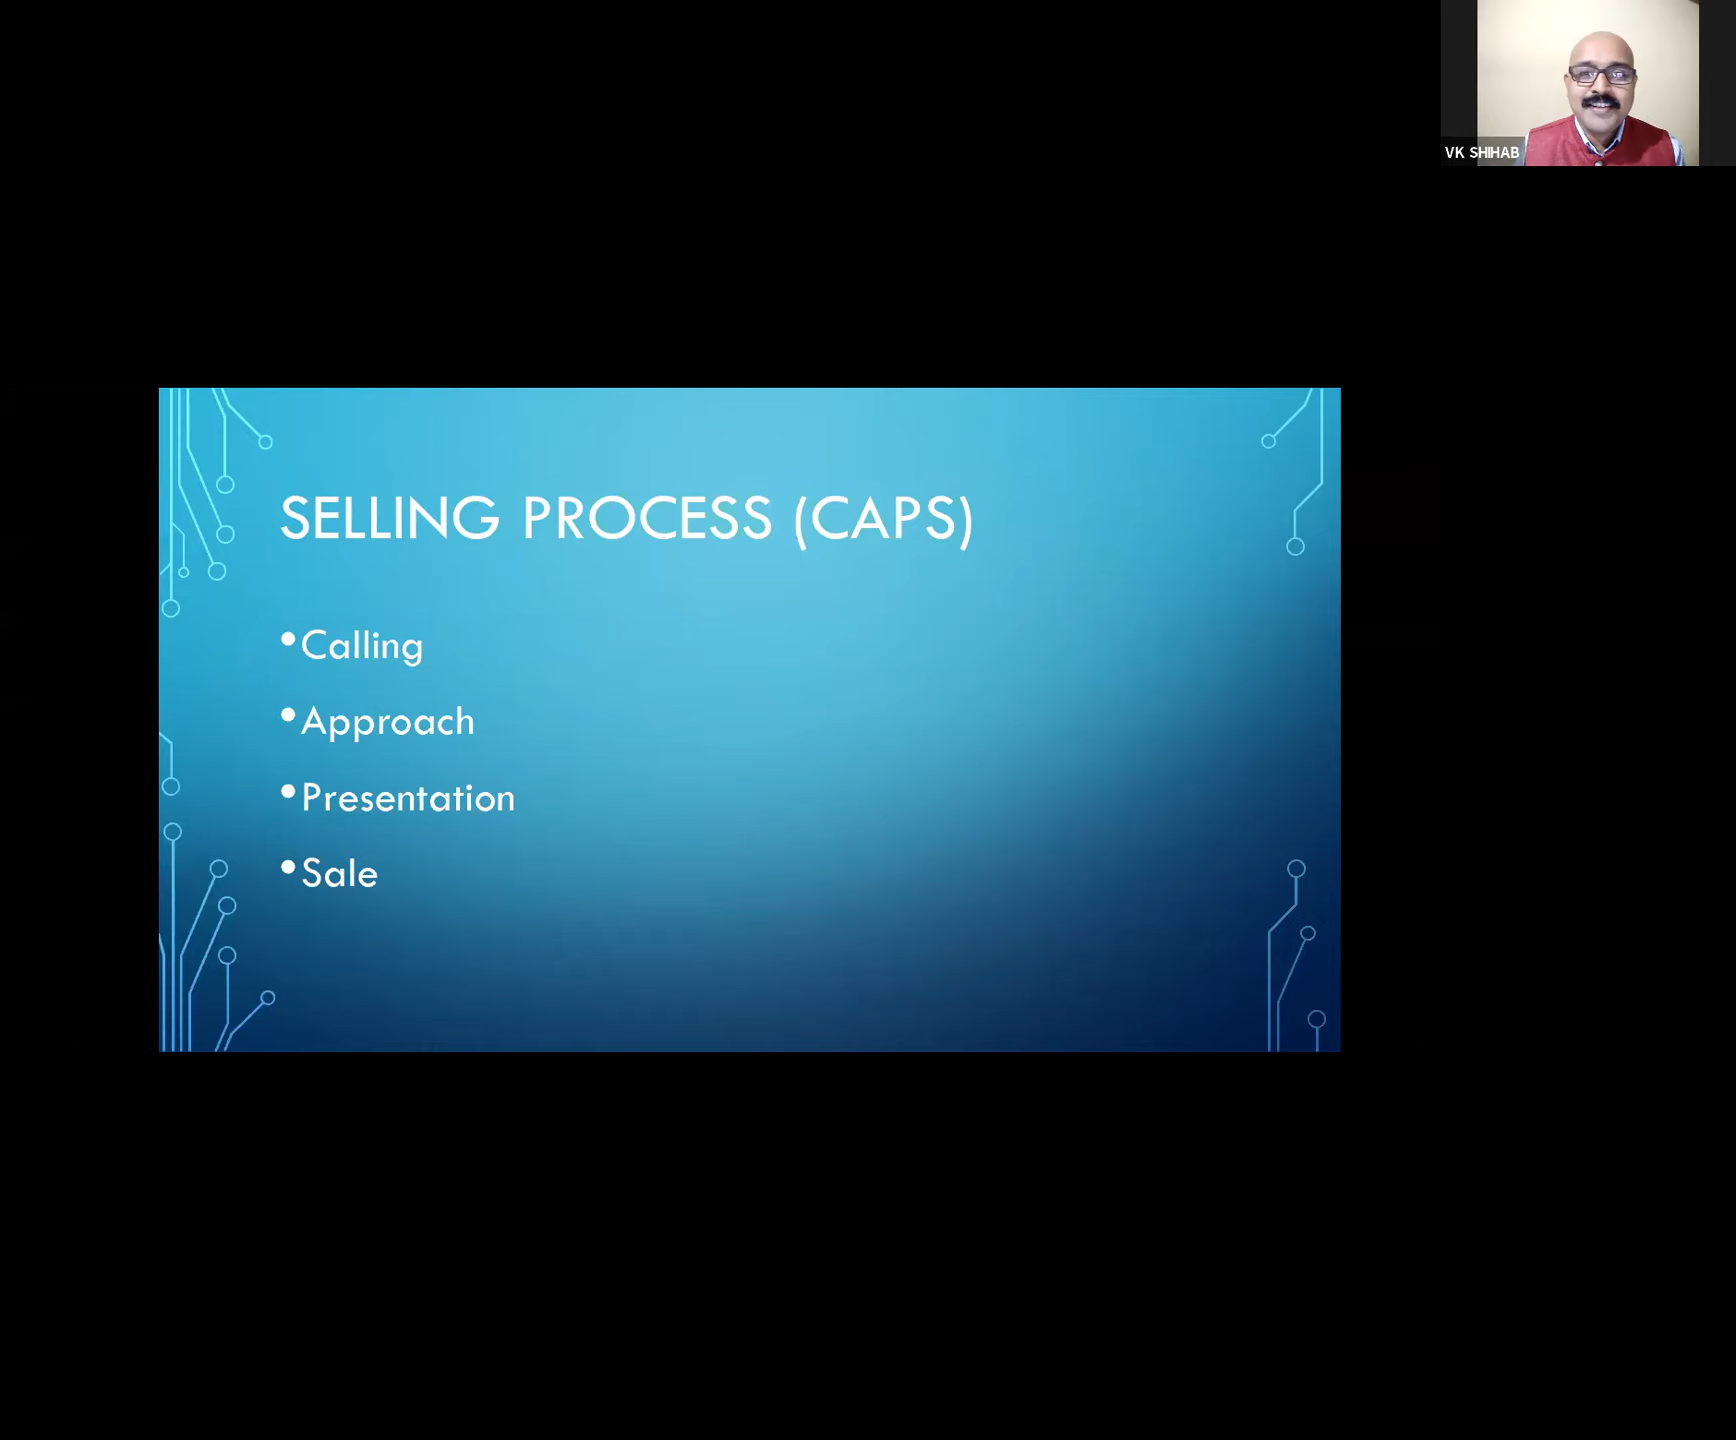 VK SHIHAB
SELLING PROCESS (CAPS)
•Calling
•Approach
•Presentation
•Sale